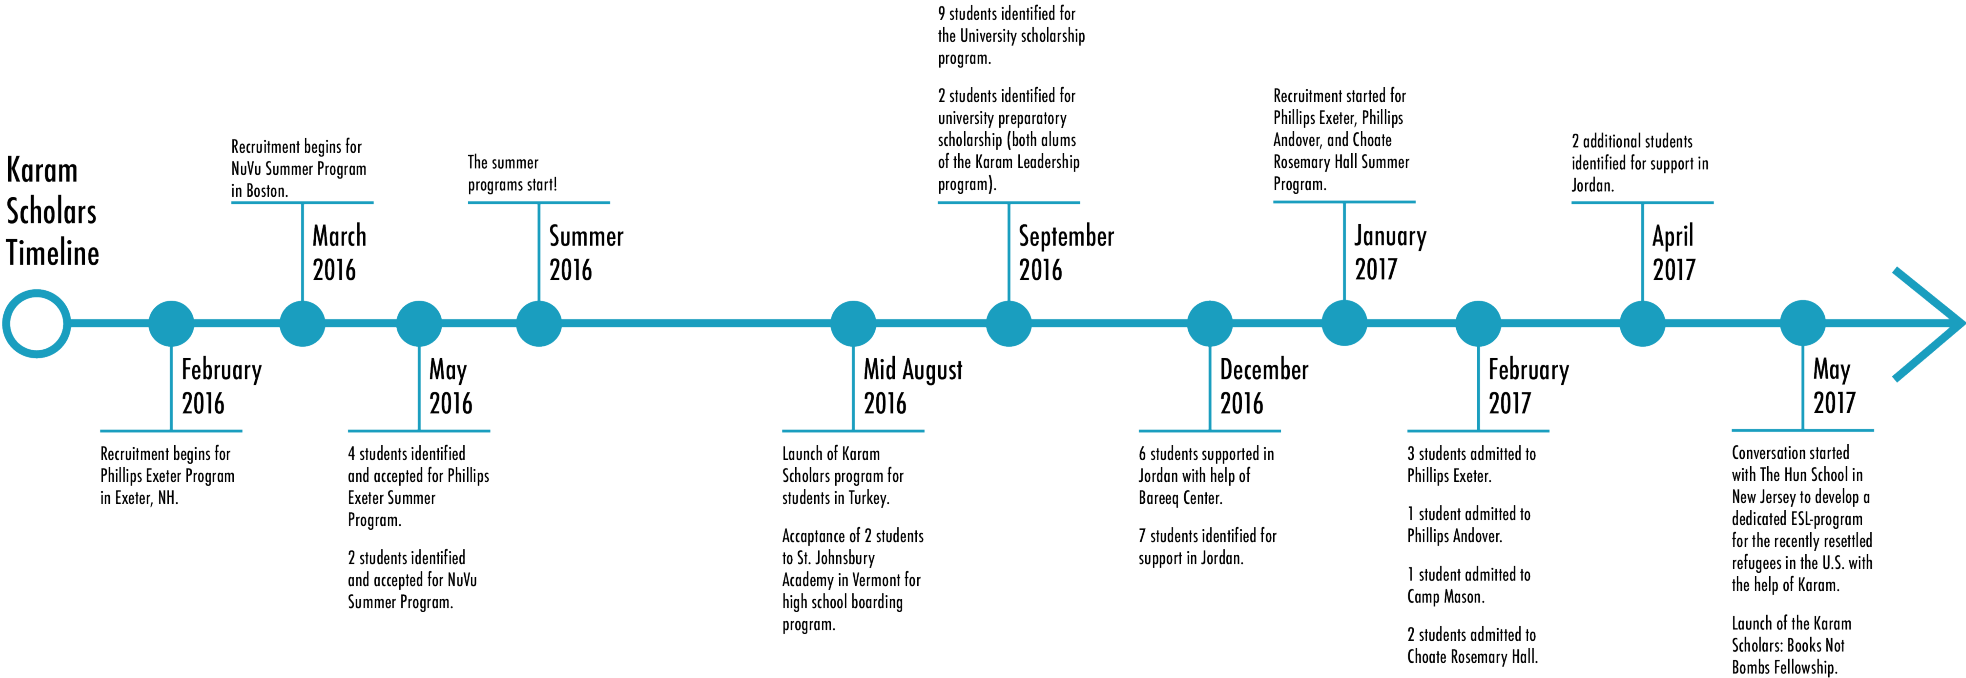 Karam
Scholars
Timeline
February
2016
Recruitment begins for
Phillips Exeter Program
in Exeter, NH.
Recruitment begins for
NuVu Summer Program
in Boston.
March
2016
May
2016
4 students identified
and accepted for Phillips
Exeter Summer
Program.
2 students identified
and accepted for NuVu
Summer Program.
The summer
programs start!
Summer
2016
Mid August
2016
Launch of Karam
Scholars program for
students in Turkey.
Accaptance of 2 students
to St. Johnsbury
Academy in Vermont for
high school boarding
program.
9 students identified for
the University scholarship
program.
2 students identified for
university preparatory
scholarship (both alums
of the Karam Leadership
program).
September
2016
December
2016
6 students supported in
Jordan with help of
Bareeq Center.
7 students identified for
support in Jordan.
Recruitment started for
Phillips Exeter, Phillips
Andover, and Choate
Rosemary Hall Summer
Program.
January
2017
February
2017
3 students admitted to
Phillips Exeter.
1 student admitted to
Phillips Andover.
1 student admitted to
Camp Mason.
2 students admitted to
Choate Rosemary Hall.
2 additional students
identified for support in
Jordan.
April
2017
May
2017
Conversation started
with The Hun School in
New Jersey to develop a
dedicated ESL-program
for the recently resettled
refugees in the U.S. with
the help of Karam.
Launch of the Karam
Scholars: Books Not
Bombs Fellowship.